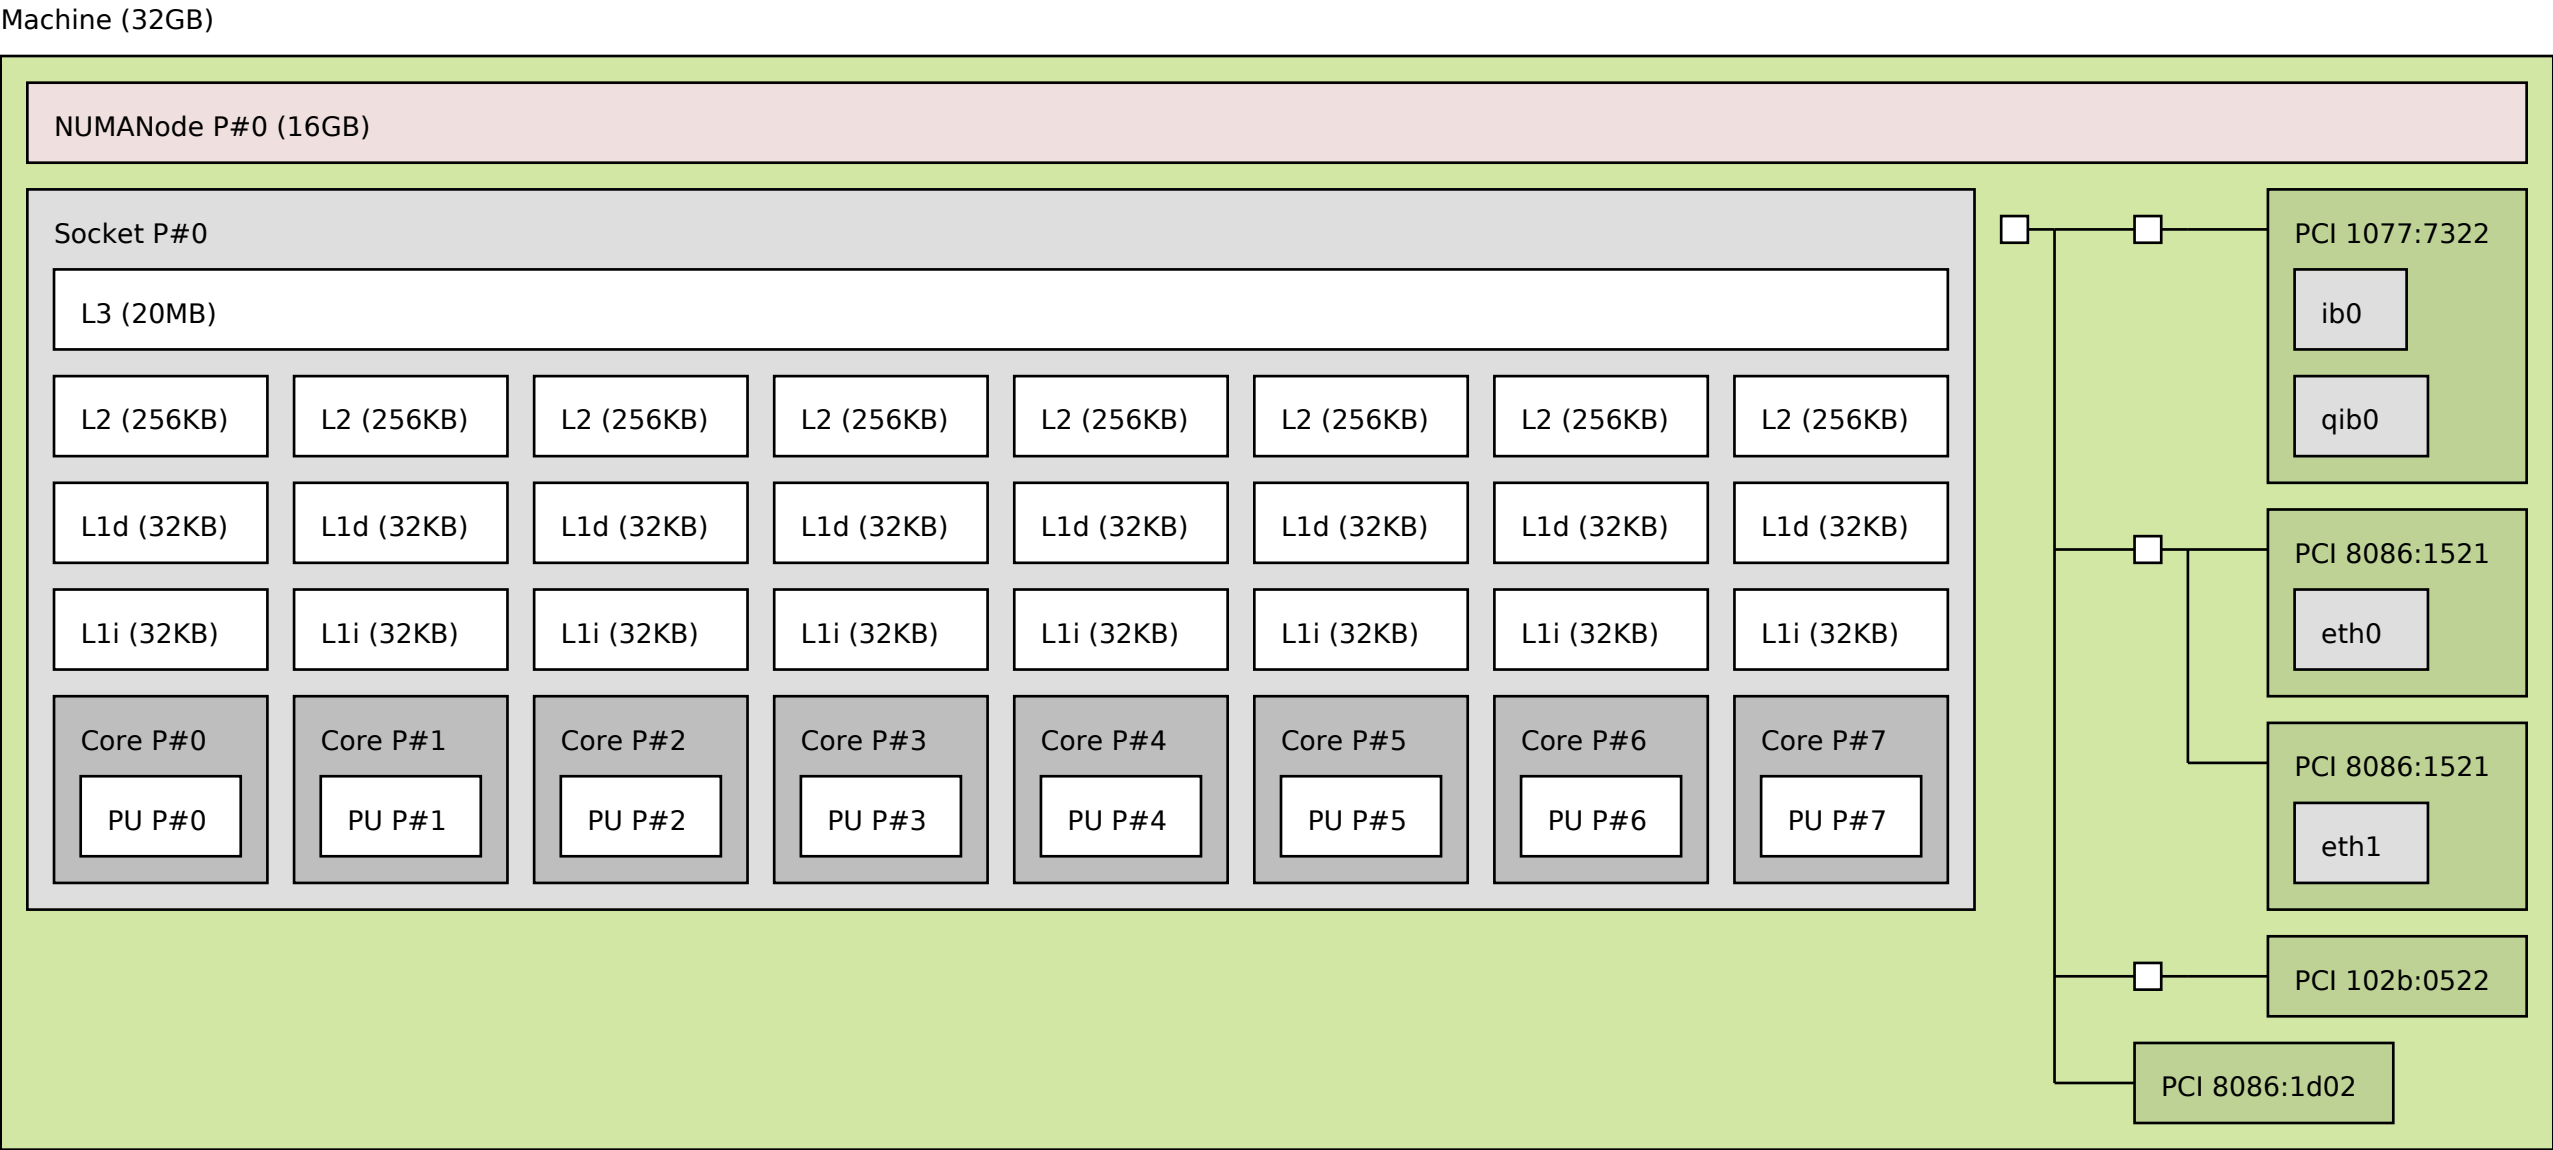 Machine (32GB)
NUMANode P#0 (16GB)
Socket P#0
L3 (20MB)
L2 (256KB) L2 (256KB) L2 (256KB) L2 (256KB) L2 (256KB) L2 (256KB) L2 (256KB) L2 (256KB)
L1d (32KB) L1d (32KB) L1d (32KB) L1d (32KB) L1d (32KB) L1d (32KB) L1d (32KB) L1d (32KB)
L1i (32KB) L1i (32KB) L1i (32KB) L1i (32KB) L1i (32KB) L1i (32KB) L1i (32KB) L1i (32KB)
Core P#0 Core P#1 Core P#2 Core P#3 Core P#4 Core P#5 Core P#6 Core P#7
PU P#0 PU P#1 PU P#2 PU P#3 PU P#4 PU P#5 PU P#6 PU P#7
PCI 1077:7322
ib0
qib0
PCI 8086:1521
eth0
PCI 8086:1521
eth1
PCI 102b:0522
PCI 8086:1d02